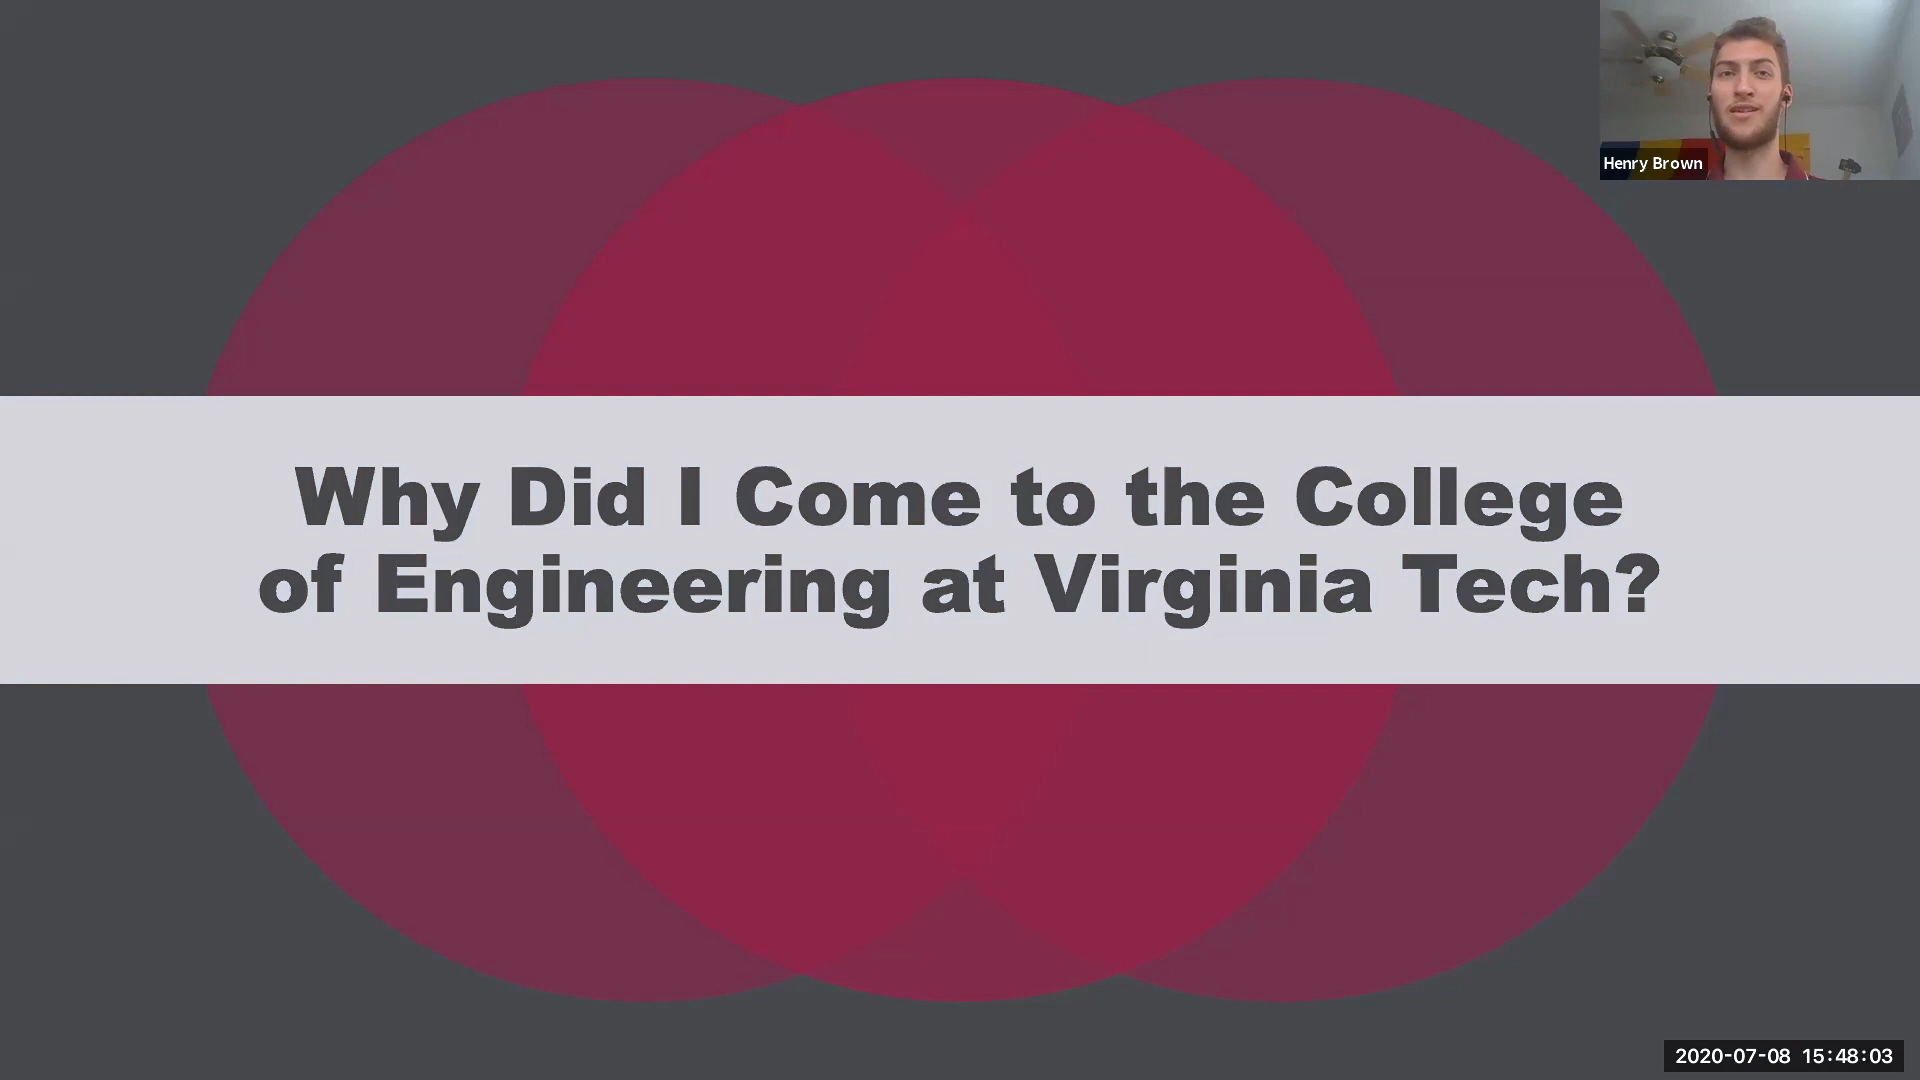 Henry Brown
Why Did I Come to the College
of Engineering at Virginia Tech?
2020-07-08 15:48:03